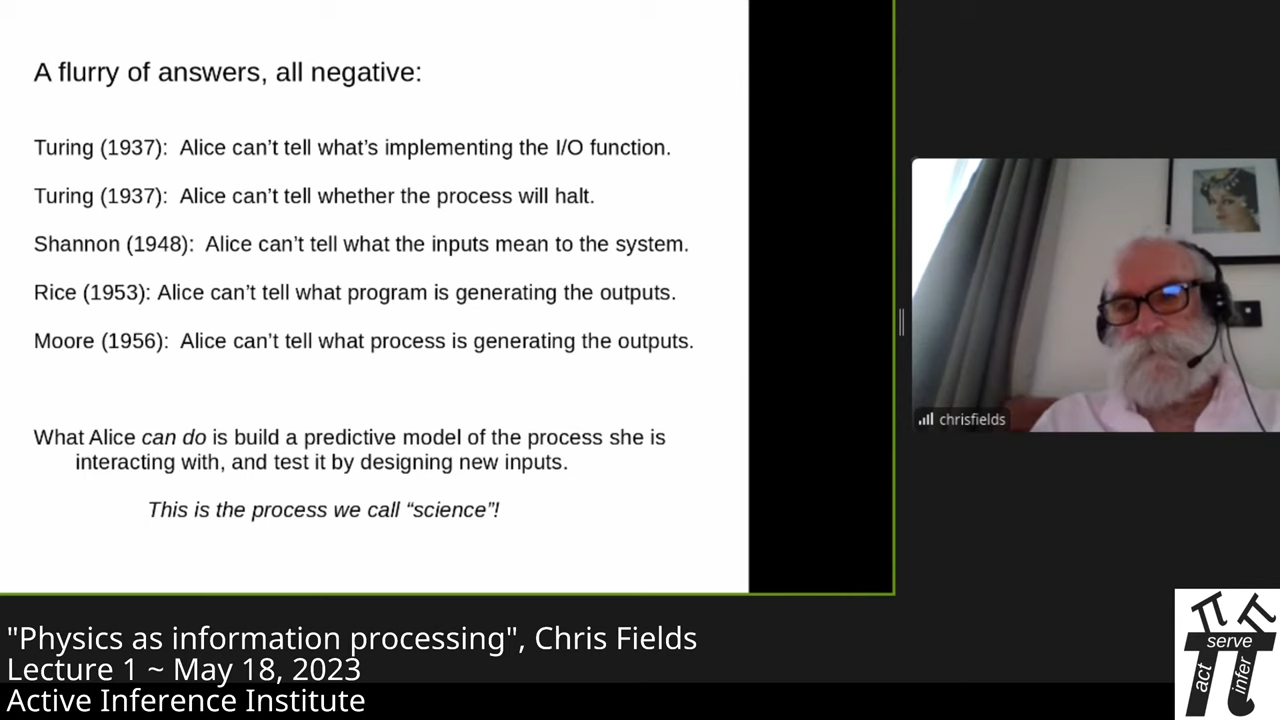 A flurry of answers, all negative:
Turing (1937): Alice can’t tell what’s implementing the I/O function.
Turing (1937): Alice can’t tell whether the process will halt.
Shannon (1948): Alice can’t tell what the inputs mean to the system.
Rice (1953): Alice can’t tell what program is generating the outputs.
Moore (1956): Alice can’t tell what process is generating the outputs.
What Alice can do is build a predictive model of the process she is
interacting with, and test it by designing new inputs.
This is the process we call “science”!
chrisfields
"Physics as information processing", Chris Fields
Lecture 1 ~ May 18, 2023
Active Inference Institute
serve
act
infer